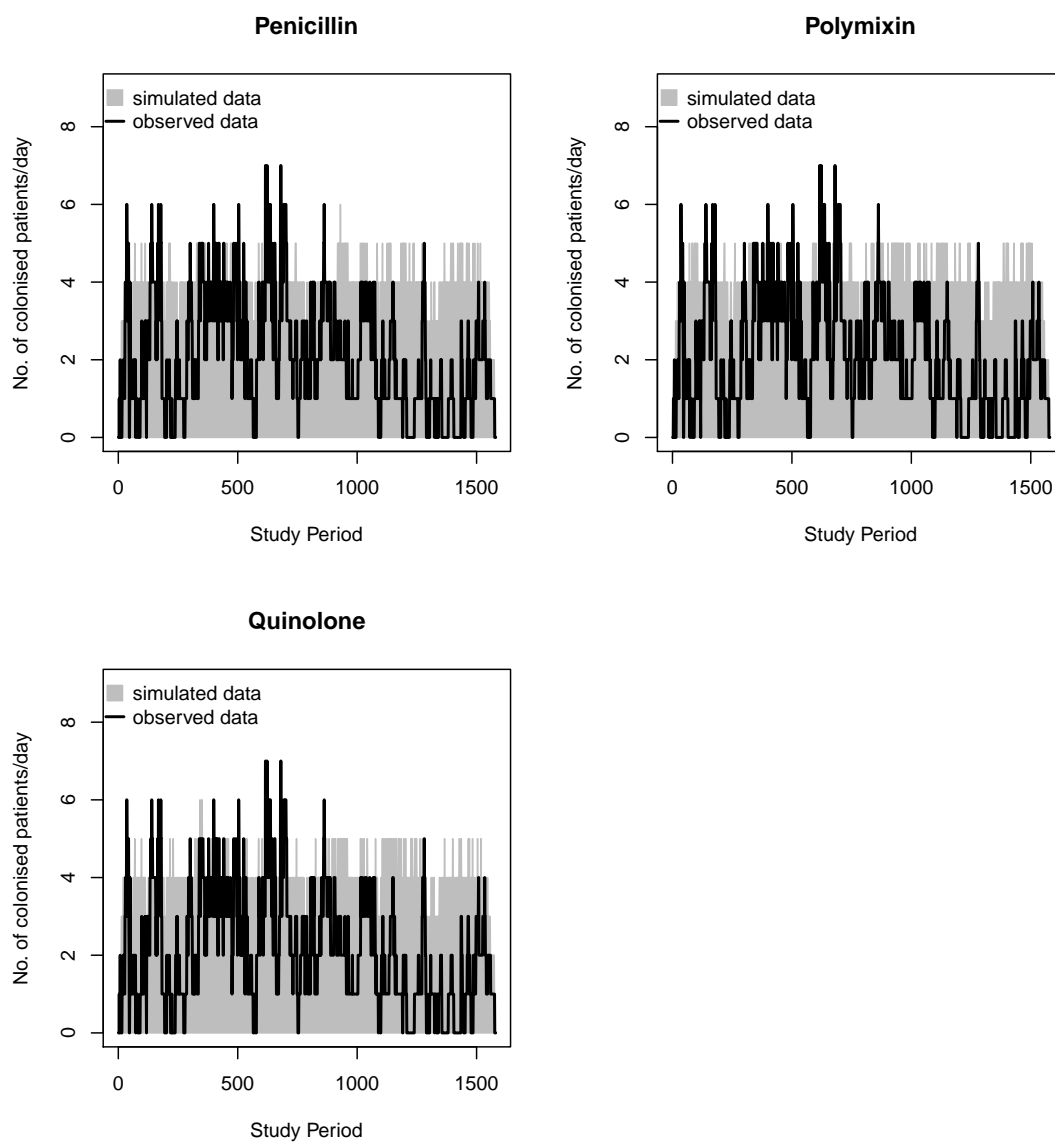 Penicillin
No. of colonised patients/day
8
6
4
2
0
simulated data
observed data
0 500 1000 1500
Study Period
Polymixin
No. of colonised patients/day
8
6
4
2
0
simulated data
observed data
0 500 1000 1500
Study Period
Quinolone
No. of colonised patients/day
8
6
4
2
0
simulated data
observed data
0 500 1000 1500
Study Period